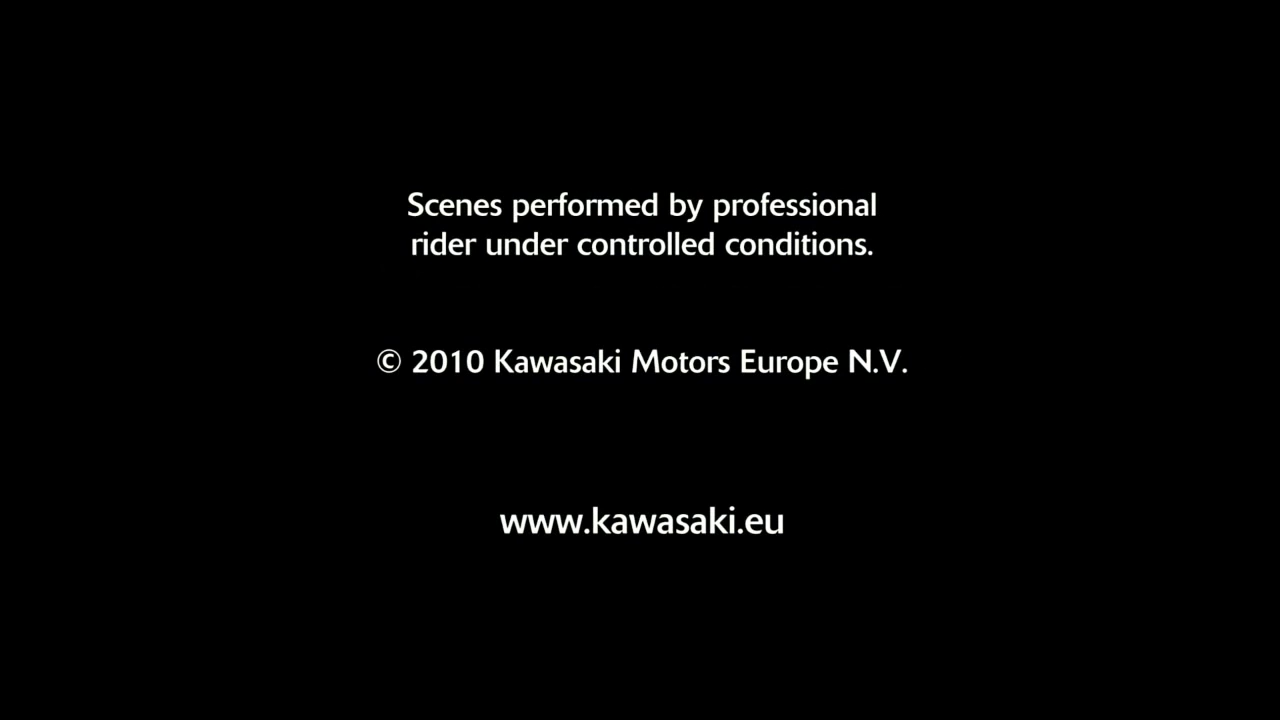 Scenes performed by professional
rider under controlled conditions.
© 2010 Kawasaki Motors Europe N.V.
www.kawasaki.eu